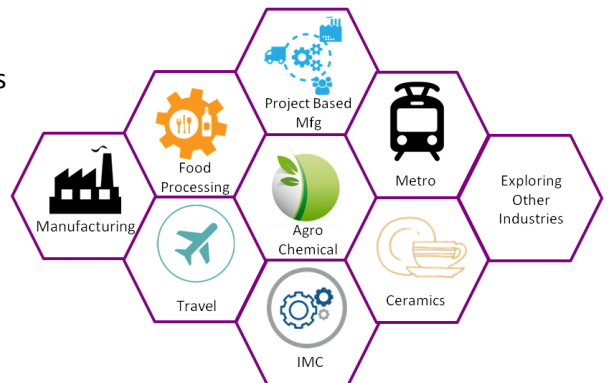 s
Project Based
Mfg
Food
Processing
Metro
Exploring
Other
Industries
Manufacturing
Agro
Chemical
Travel
Ceramics
IMC